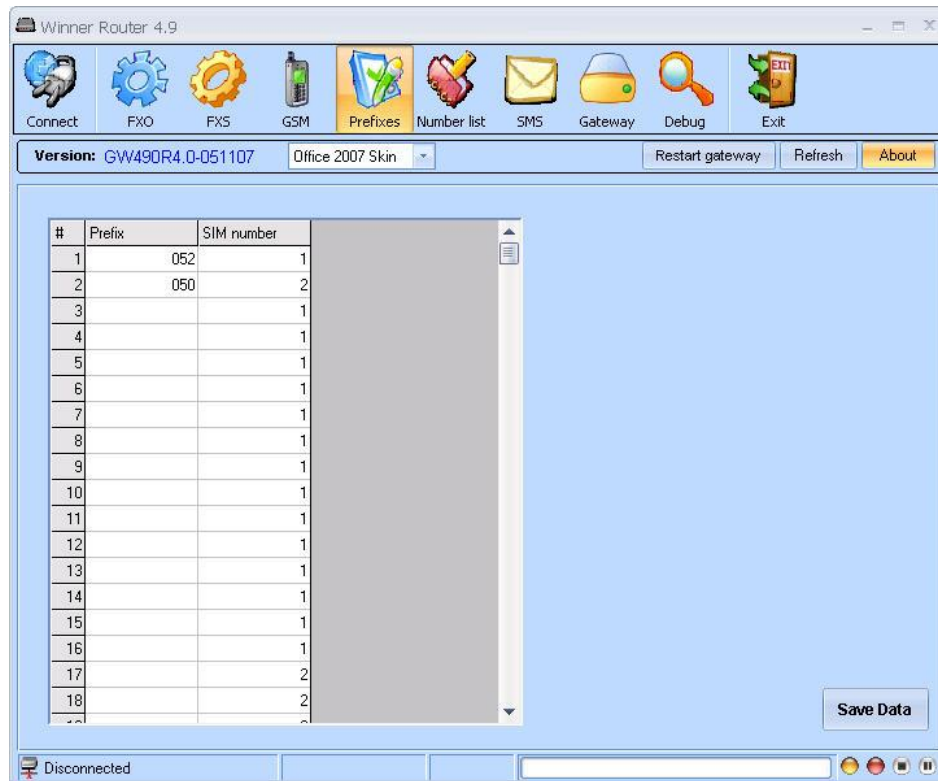 Winner Router 4.9
Connect FXO FXS GSM Prefixes Number list SMS Gateway Debug EXIT Exit
Version: GW490R4.0-051107 Office 2007 Skin Restart gateway Refresh About
# Prefix SIM number
1 052 1
2 050 2
3 1
4 1
5 1
6 1
7 1
8 1
9 1
10 1
11 1
12 1
13 1
14 1
15 1
16 1
17 2
18 2
Save Data
Disconnected